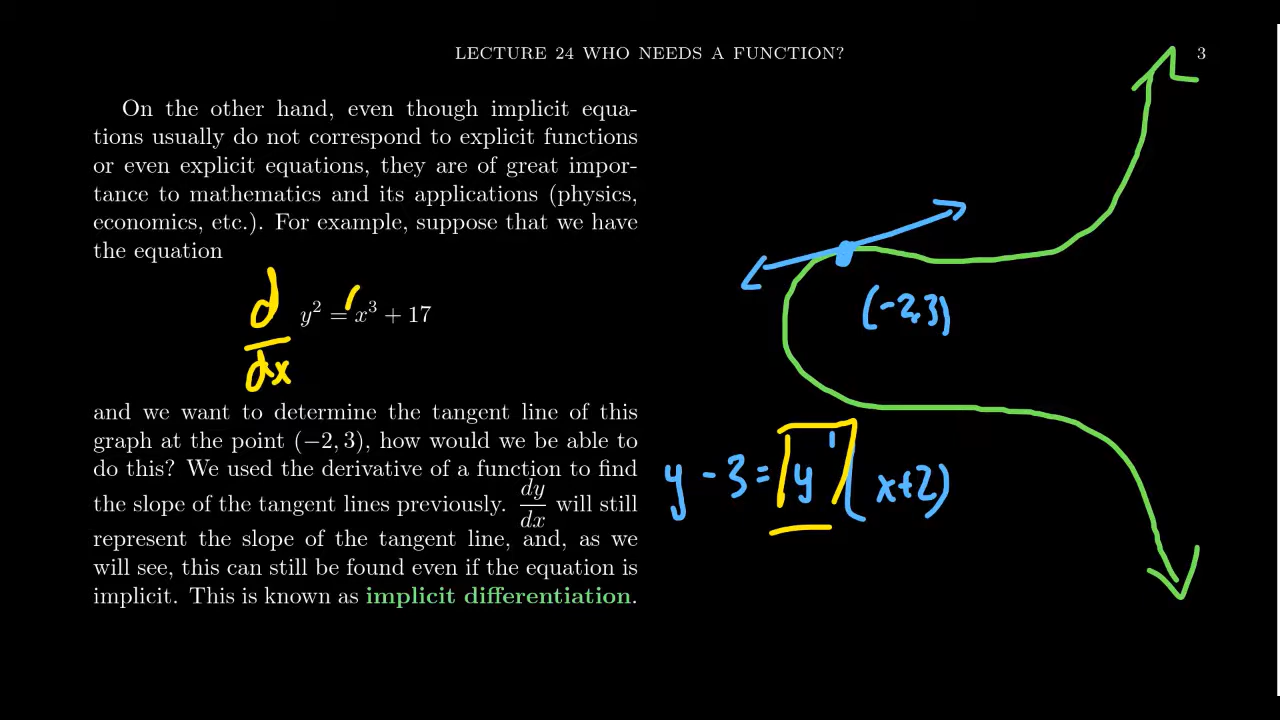 LECTURE 24 WHO NEEDS A FUNCTION? 3
On the other hand, even though implicit equa-
tions usually do not correspond to explicit functions
or even explicit equations, they are of great impor-
tance to mathematics and its applications (physics,
economics, etc.). For example, suppose that we have
the equation
d/dx y² = x³ + 17
and we want to determine the tangent line of this
graph at the point (−2, 3), how would we be able to
do this? We used the derivative of a function to find
the slope of the tangent lines previously. dy/dx will still
represent the slope of the tangent line, and, as we
will see, this can still be found even if the equation is
implicit. This is known as implicit differentiation.
(-2,3)
y - 3 = y' (x+2)